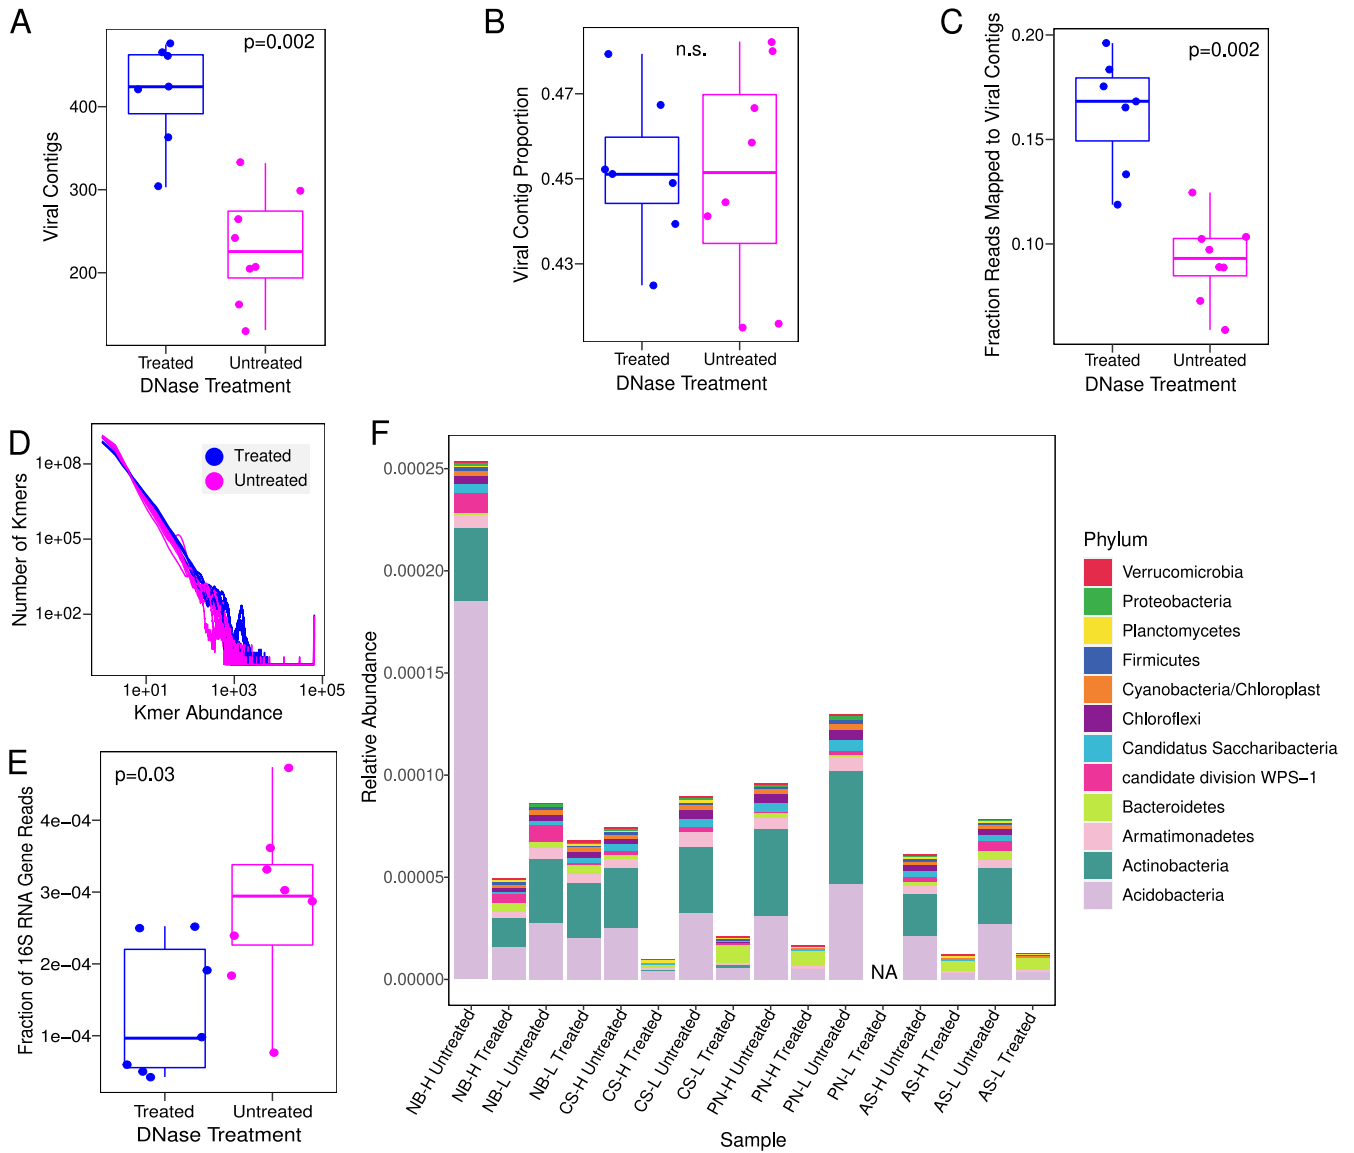 A
p=0.002
Viral Contigs
400
300
200
Treated
Untreated
DNase Treatment
B
n.s.
Viral Contig Proportion
0.47
0.45
0.43
Treated
Untreated
DNase Treatment
C
p=0.002
Fraction Reads Mapped to Viral Contigs
0.20
0.15
0.10
Treated
Untreated
DNase Treatment
D
Treated
Untreated
Number of Kmers
1e+08
1e+05
1e+02
1e+01
1e+03
1e+05
Kmer Abundance
E
p=0.03
Fraction of 16S RNA Gene Reads
4e−04
3e−04
2e−04
1e−04
Treated
Untreated
DNase Treatment
F
Relative Abundance
0.00025
0.00020
0.00015
0.00010
0.00005
0.00000
NA
NB-H Untreated
NB-H Treated
NB-L Untreated
NB-L Treated
CS-H Untreated
CS-H Treated
CS-L Untreated
CS-L Treated
PN-H Untreated
PN-H Treated
PN-L Untreated
PN-L Treated
AS-H Untreated
AS-H Treated
AS-L Untreated
AS-L Treated
Sample
Phylum
Verrucomicrobia
Proteobacteria
Planctomycetes
Firmicutes
Cyanobacteria/Chloroplast
Chloroflexi
Candidatus Saccharibacteria
candidate division WPS−1
Bacteroidetes
Armatimonadetes
Actinobacteria
Acidobacteria